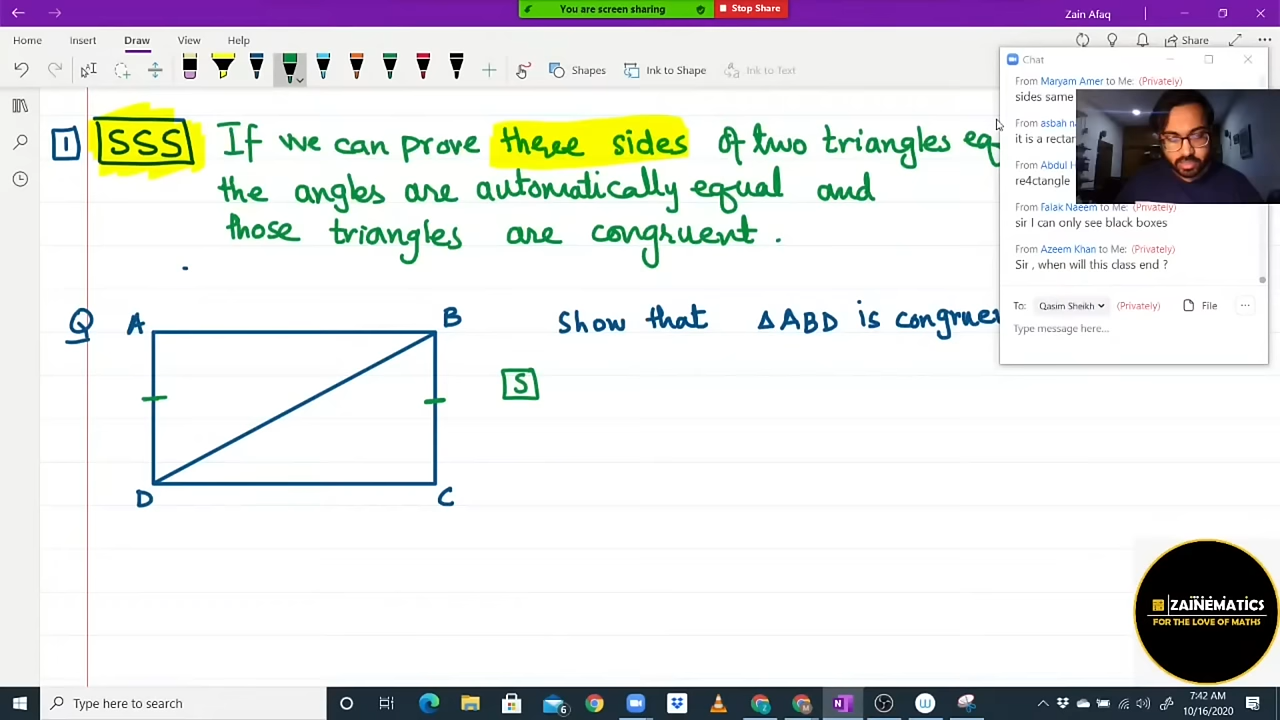 You are screen sharing
Stop Share
Zain Afaq
Home Insert Draw View Help
Share
Shapes
Ink to Shape
Ink to Text
Chat
From Maryam Amer to Me: (Privately)
sides same
From asbah
it is a rectan
From Abdul H
re4ctangle
From Falak Naeem to Me: (Privately)
sir I can only see black boxes
From Azeem Khan to Me: (Privately)
Sir , when will this class end ?
To: Qasim Sheikh (Privately) File ...
Type message here...
1 SSS If we can prove three sides of two triangles eq
the angles are automatically equal and
those triangles are congruent .
Q A B Show that △ABD is congruen
S
D C
ZAINEMATICS
FOR THE LOVE OF MATHS
Type here to search
6
7:42 AM
10/16/2020